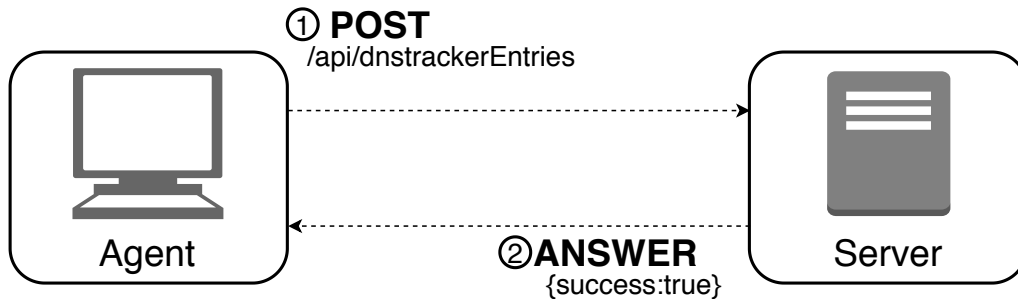 ① POST
/api/dnstrackerEntries
Agent
Server
②ANSWER
{success:true}